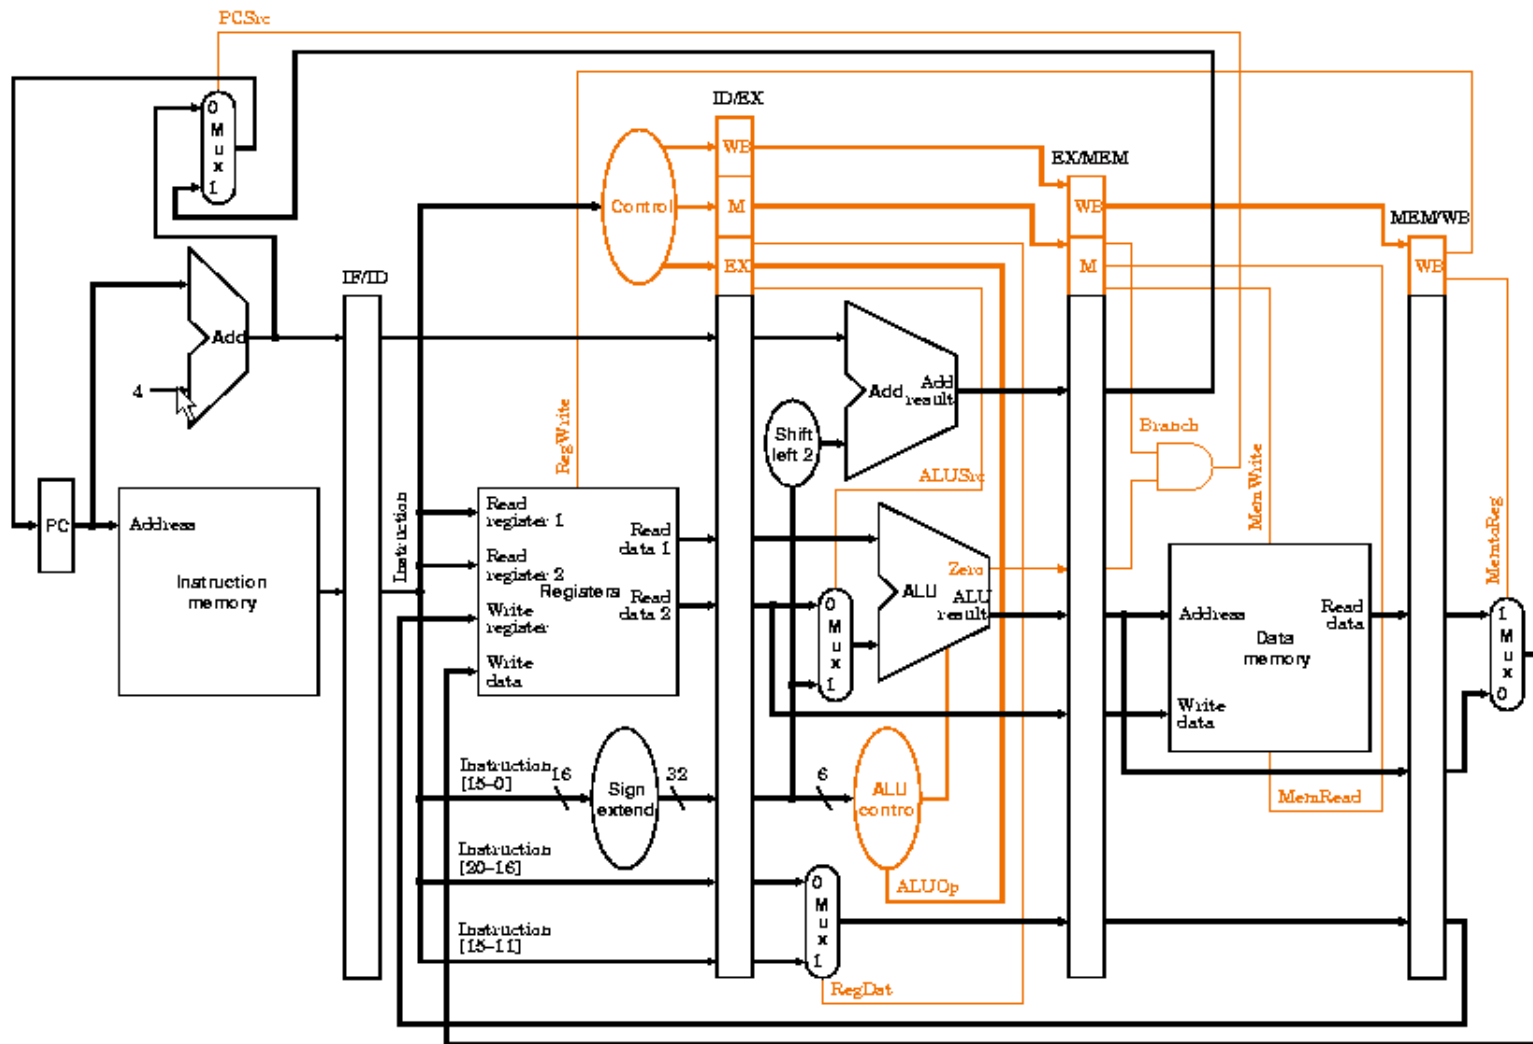 PCSrc
ID/EX
0
M
u
x
1
WB
EX/MEM
Control
M
WB
MEM/WB
EX
M
WB
IF/ID
Add
4
Add
Add
result
Shift
left 2
Branch
RegWrite
ALUSrc
MemWrite
MemtoReg
PC
Address
Instruction
memory
Instruction
Read
register 1
Read
register 2
Write
register
Write
data
Registers
Read
data 1
Read
data 2
0
M
u
x
1
Zero
ALU
ALU
result
Address
Read
data
Data
memory
Write
data
1
M
u
x
0
Instruction
[15–0]
16
Sign
extend
32
6
ALU
contro
MemRead
Instruction
[20–16]
0
M
u
x
1
ALUOp
Instruction
[15–11]
RegDst